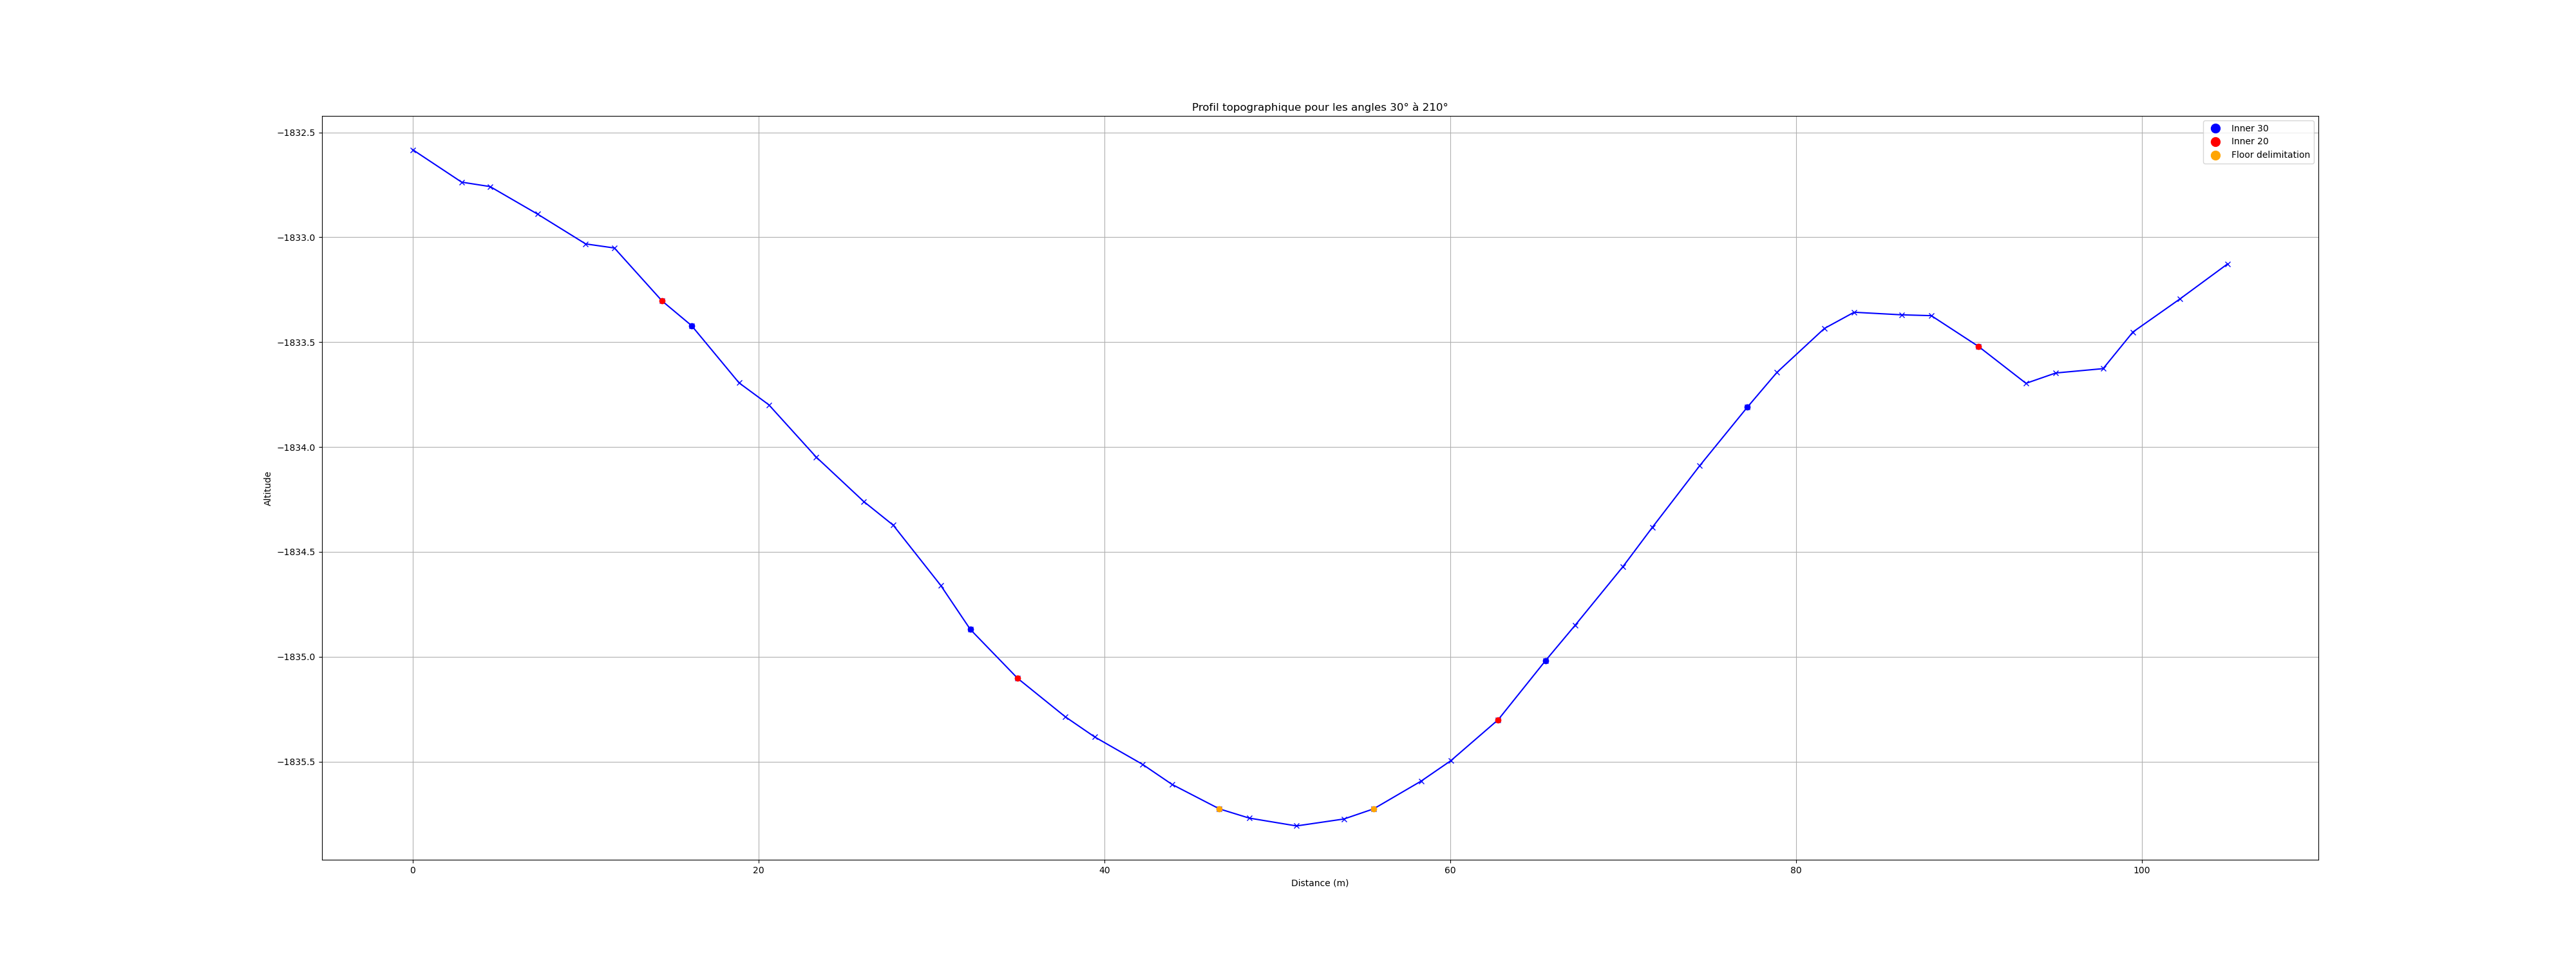 Profil topographique pour les angles 30° à 210°
Inner 30
Inner 20
Floor delimitation
−1832.5
−1833.0
−1833.5
−1834.0
−1834.5
−1835.0
−1835.5
Altitude
0 20 40 60 80 100
Distance (m)